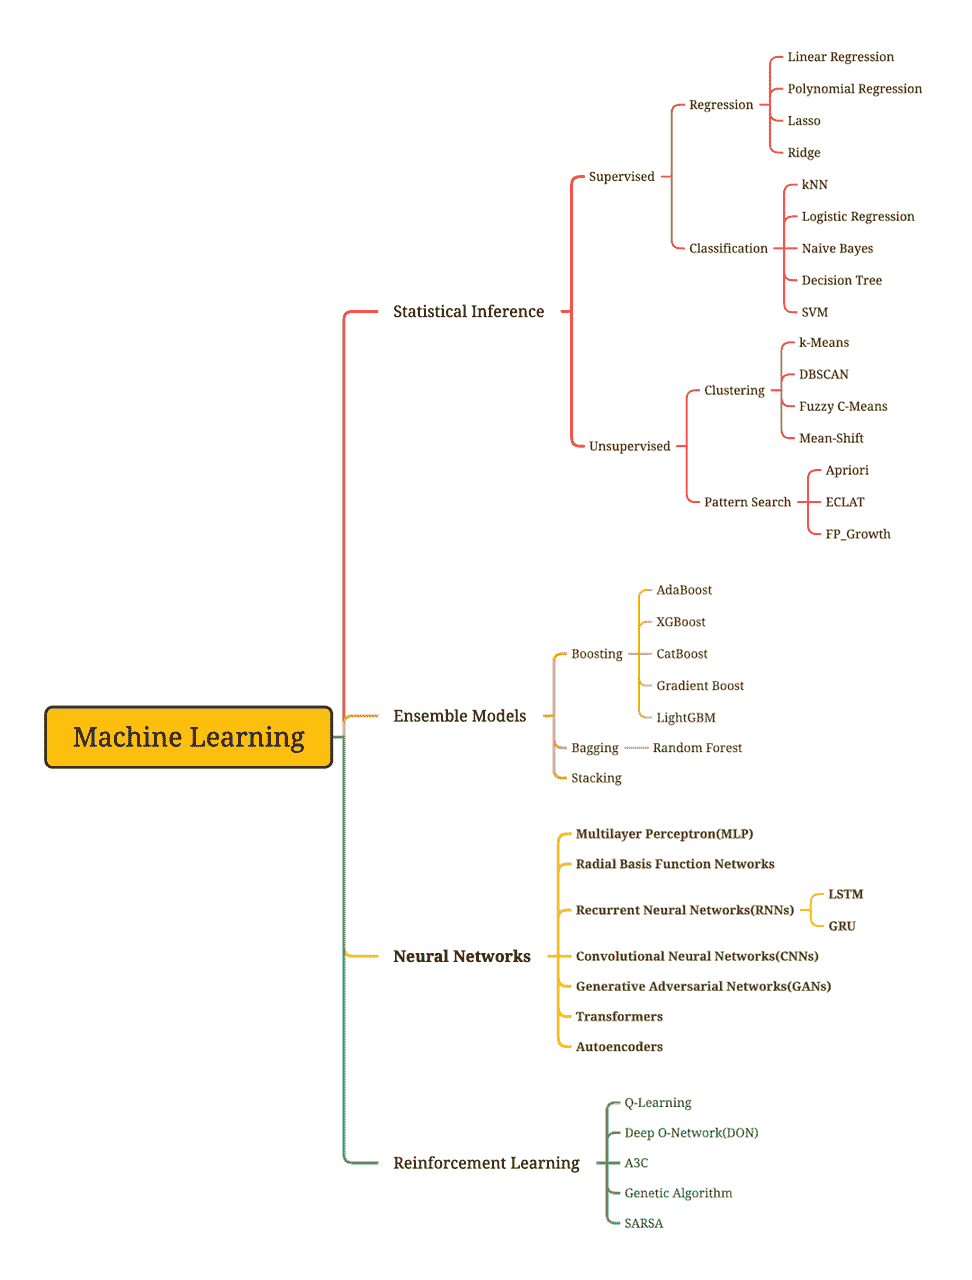 Machine Learning
Statistical Inference
Supervised
Regression
Linear Regression
Polynomial Regression
Lasso
Ridge
Classification
kNN
Logistic Regression
Naive Bayes
Decision Tree
SVM
Unsupervised
Clustering
k-Means
DBSCAN
Fuzzy C-Means
Mean-Shift
Pattern Search
Apriori
ECLAT
FP_Growth
Ensemble Models
Boosting
AdaBoost
XGBoost
CatBoost
Gradient Boost
LightGBM
Bagging
Random Forest
Stacking
Neural Networks
Multilayer Perceptron(MLP)
Radial Basis Function Networks
Recurrent Neural Networks(RNNs)
LSTM
GRU
Convolutional Neural Networks(CNNs)
Generative Adversarial Networks(GANs)
Transformers
Autoencoders
Reinforcement Learning
Q-Learning
Deep O-Network(DON)
A3C
Genetic Algorithm
SARSA